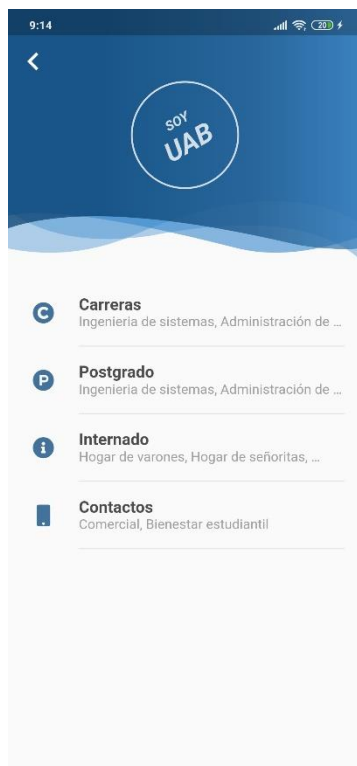 9:14
20
SOY
UAB
C
Carreras
Ingenieria de sistemas, Administración de ...
P
Postgrado
Ingenieria de sistemas, Administración de ...
i
Internado
Hogar de varones, Hogar de señoritas, ...
Contactos
Comercial, Bienestar estudiantil